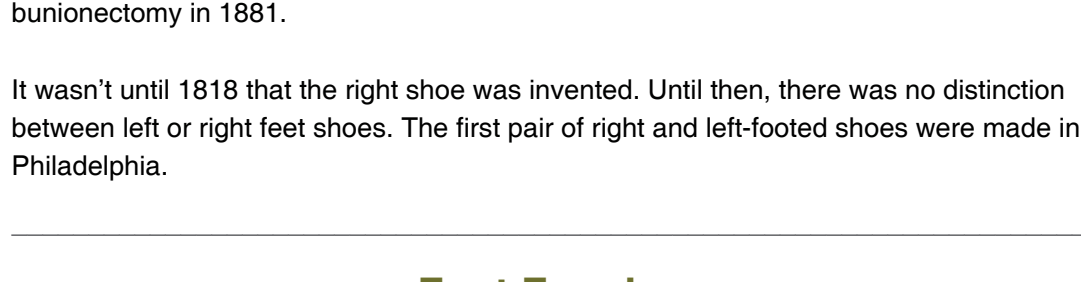 bunionectomy in 1881.
It wasn’t until 1818 that the right shoe was invented. Until then, there was no distinction
between left or right feet shoes. The first pair of right and left-footed shoes were made in
Philadelphia.